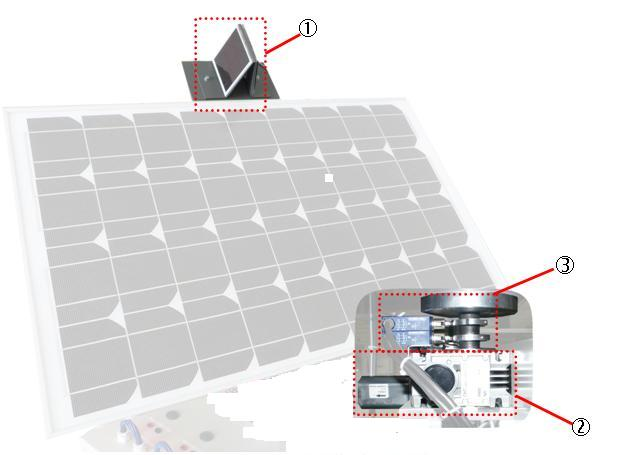 ①
③
②